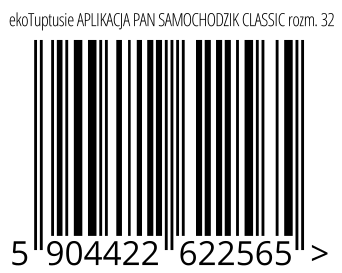 ekoTuptusie APLIKACJA PAN SAMOCHODZIK CLASSIC rozm. 32
5 904422 622565 >